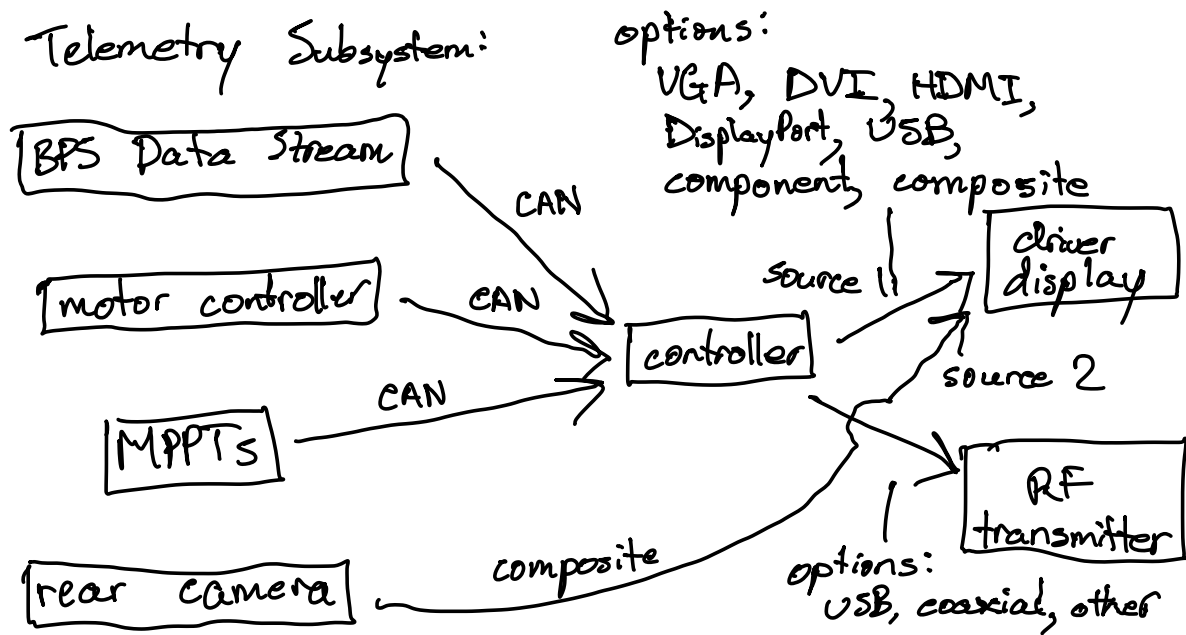 Telemetry Subsystem:
options:
VGA, DVI, HDMI,
DisplayPort, USB,
component, composite
BPS Data Stream
CAN
driver
display
source 1
motor controller
CAN
controller
source 2
CAN
MPPTs
RF
transmitter
composite
options:
USB, coaxial, other
rear camera